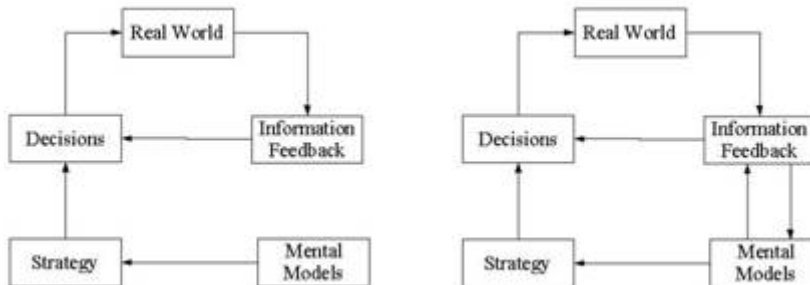 Real World
Real World
Decisions
Information
Feedback
Decisions
Information
Feedback
Strategy
Mental
Models
Strategy
Mental
Models